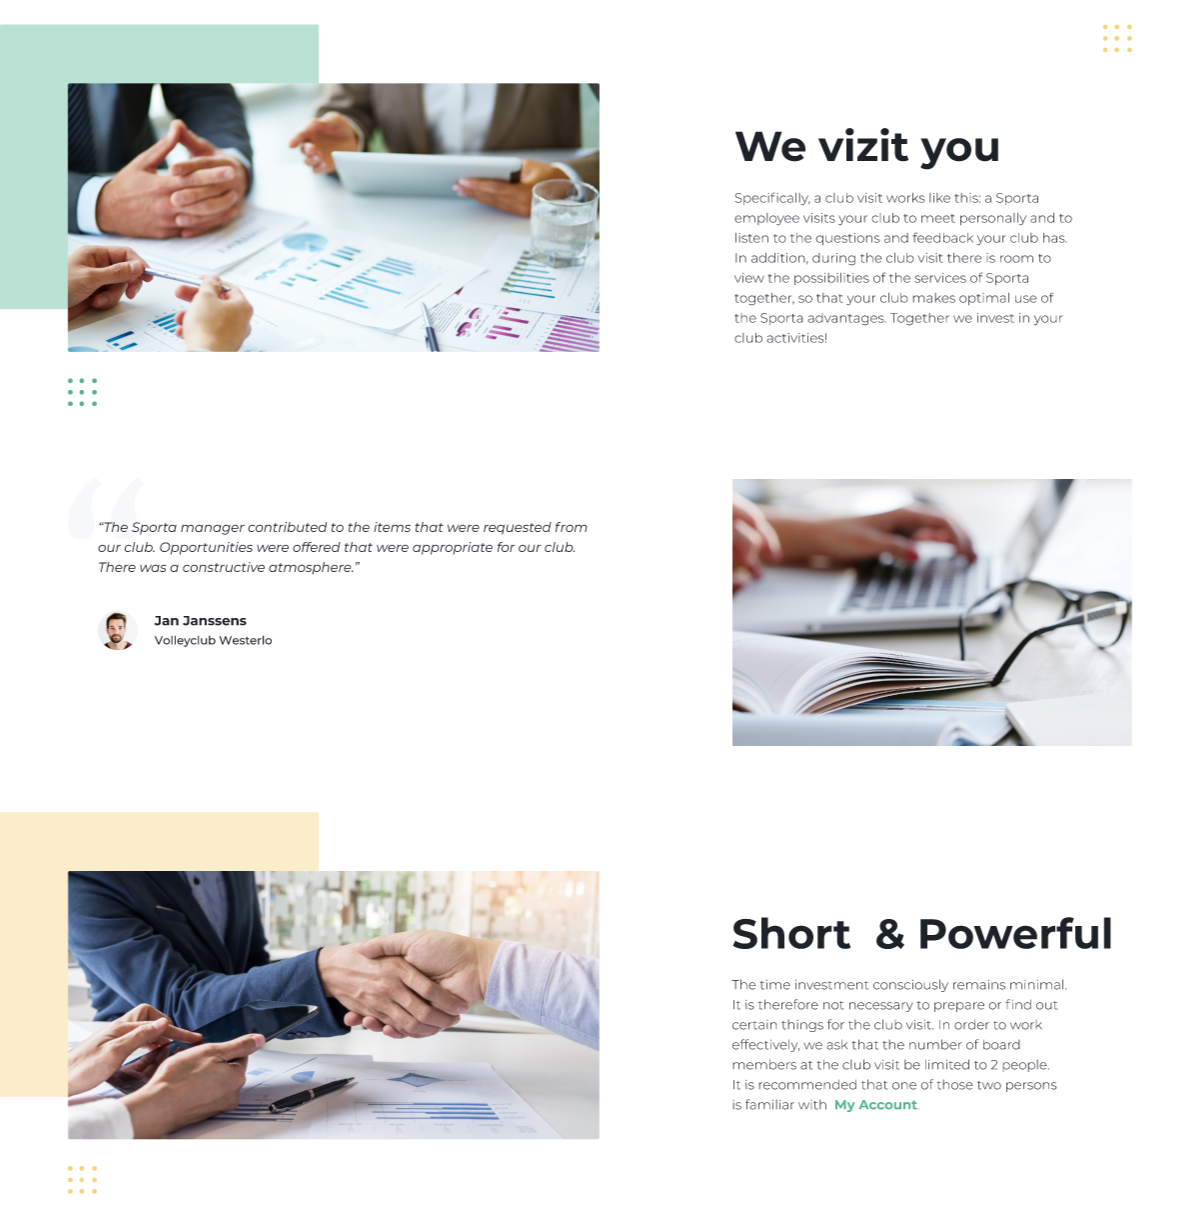 We vizit you
Specifically, a club visit works like this: a Sporta
employee visits your club to meet personally and to
listen to the questions and feedback your club has.
In addition, during the club visit there is room to
view the possibilities of the services of Sporta
together, so that your club makes optimal use of
the Sporta advantages. Together we invest in your
club activities!
“The Sporta manager contributed to the items that were requested from
our club. Opportunities were offered that were appropriate for our club.
There was a constructive atmosphere.”
Jan Janssens
Volleyclub Westerlo
Short & Powerful
The time investment consciously remains minimal.
It is therefore not necessary to prepare or find out
certain things for the club visit. In order to work
effectively, we ask that the number of board
members at the club visit be limited to 2 people.
It is recommended that one of those two persons
is familiar with My Account.